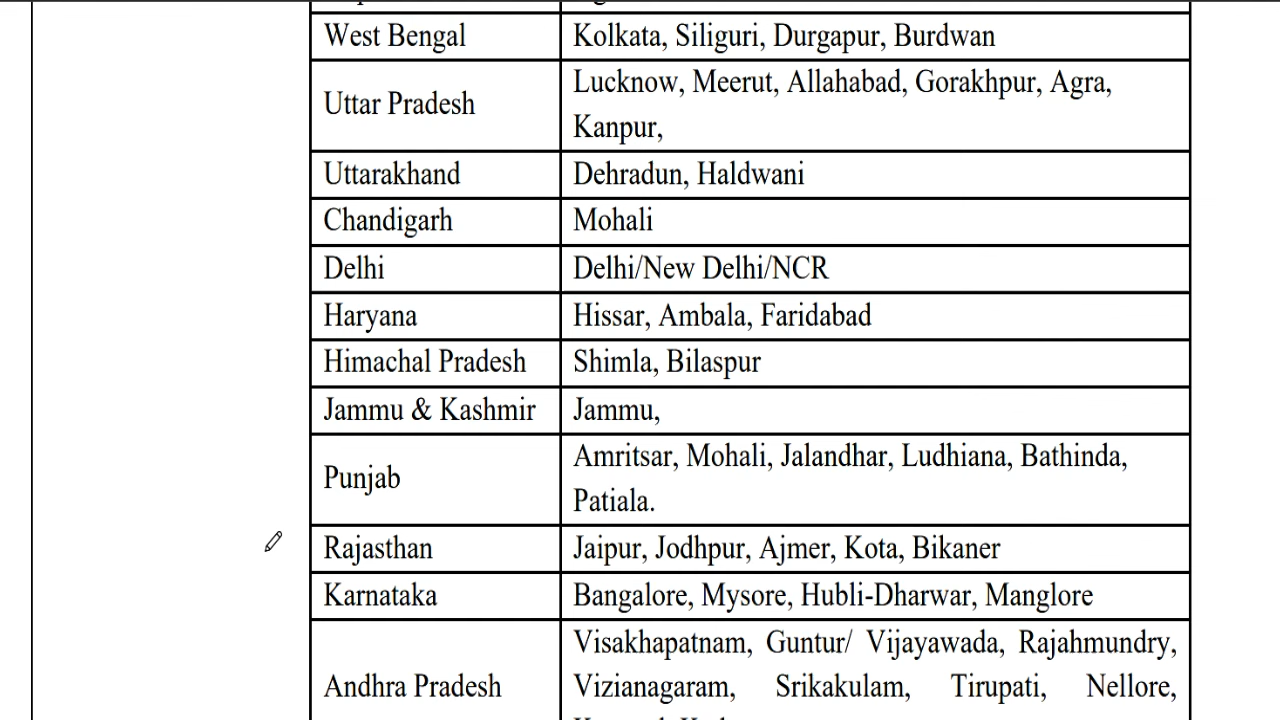 West Bengal Kolkata, Siliguri, Durgapur, Burdwan
Uttar Pradesh Lucknow, Meerut, Allahabad, Gorakhpur, Agra,
Kanpur,
Uttarakhand Dehradun, Haldwani
Chandigarh Mohali
Delhi Delhi/New Delhi/NCR
Haryana Hissar, Ambala, Faridabad
Himachal Pradesh Shimla, Bilaspur
Jammu & Kashmir Jammu,
Punjab Amritsar, Mohali, Jalandhar, Ludhiana, Bathinda,
Patiala.
Rajasthan Jaipur, Jodhpur, Ajmer, Kota, Bikaner
Karnataka Bangalore, Mysore, Hubli-Dharwar, Manglore
Andhra Pradesh Visakhapatnam, Guntur/ Vijayawada, Rajahmundry,
Vizianagaram, Srikakulam, Tirupati, Nellore,